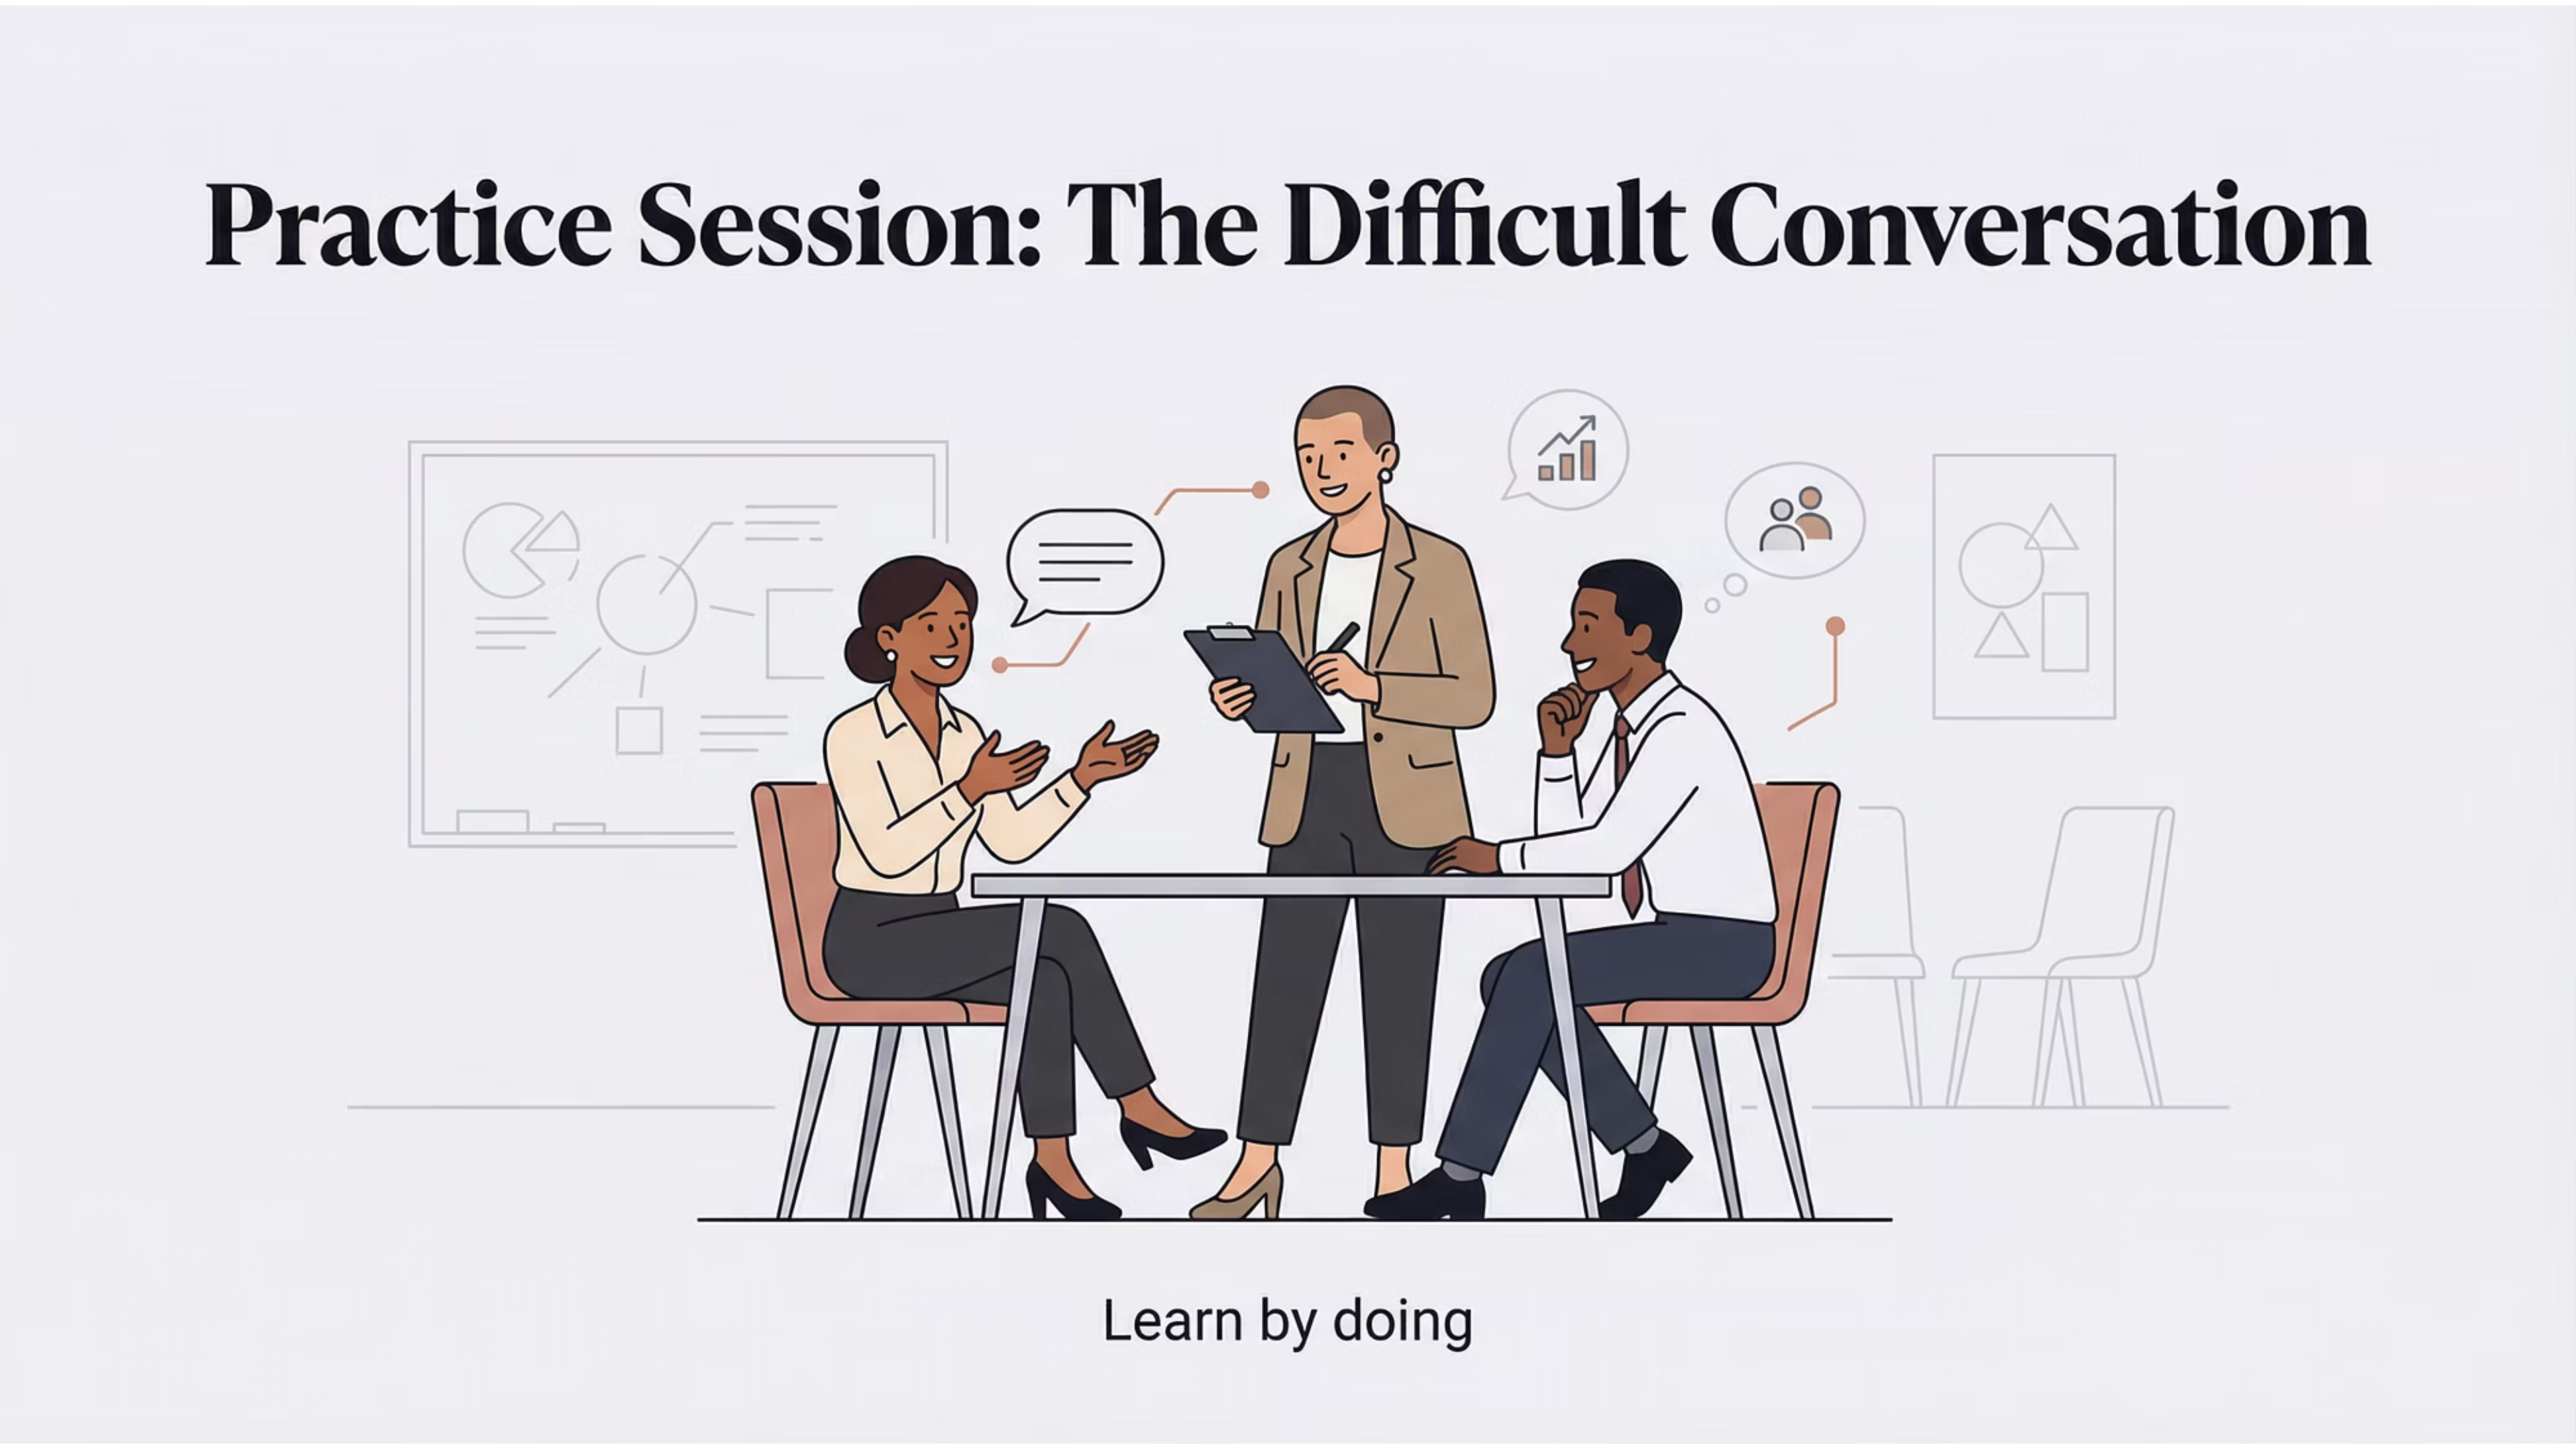 Practice Session: The Difficult Conversation
Learn by doing